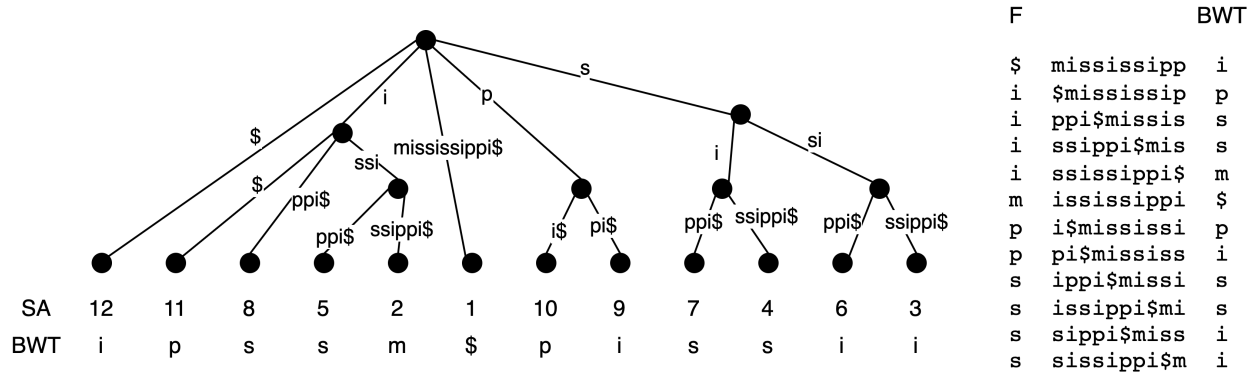 F BWT
$ mississipp i
i $mississip p
i ppi$missis s
i ssippi$mis s
i ssissippi$ m
m ississippi $
p i$mississi p
p pi$mississ i
s ippi$missi s
s issippi$mi s
s sippi$miss i
s sissippi$m i
s
i
p
$
mississippi$
i
si
ssi
$
ppi$
ppi$
ssippi$
i$
pi$
ppi$
ssippi$
ppi$
ssippi$
SA 12 11 8 5 2 1 10 9 7 4 6 3
BWT i p s s m $ p i s s i i